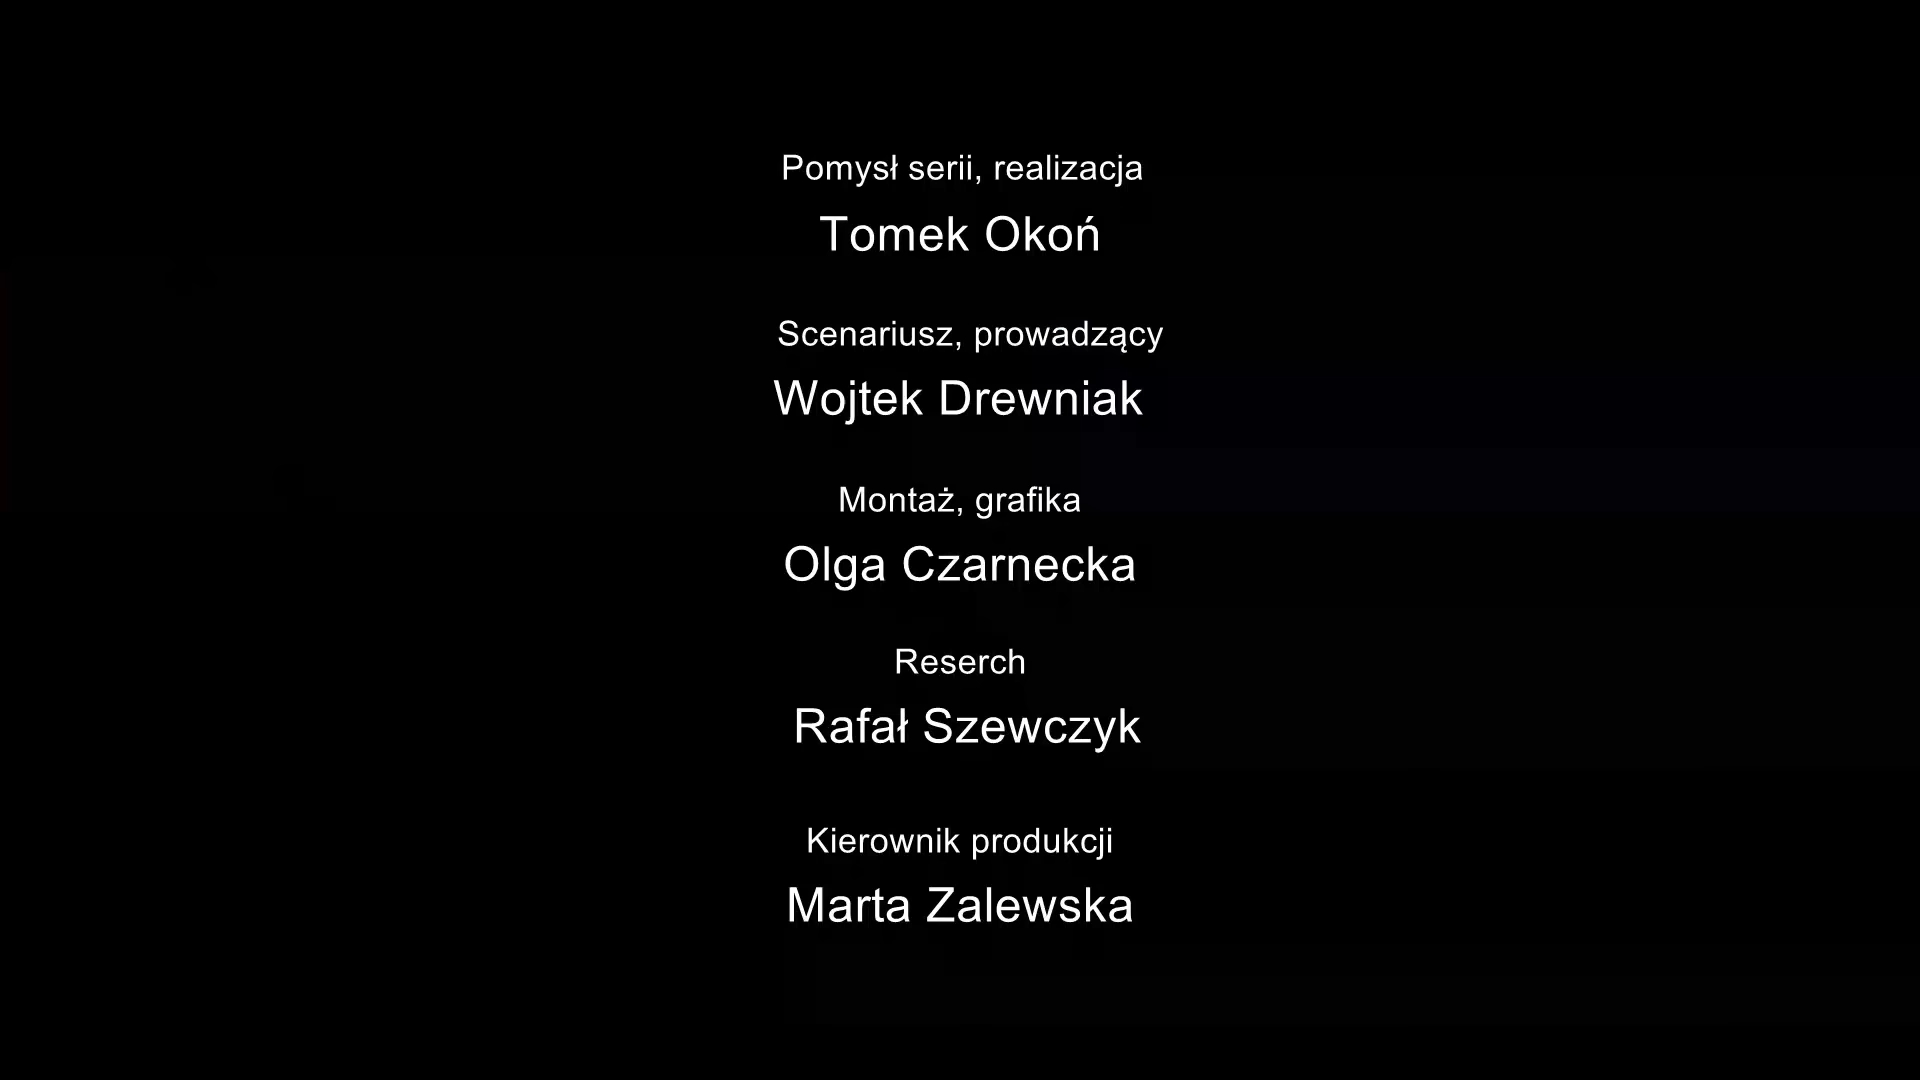 Pomysł serii, realizacja
Tomek Okoń
Scenariusz, prowadzący
Wojtek Drewniak
Montaż, grafika
Olga Czarnecka
Reserch
Rafał Szewczyk
Kierownik produkcji
Marta Zalewska